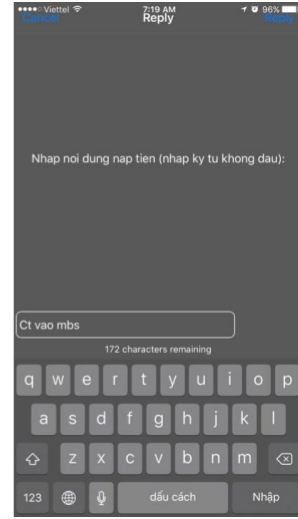 Viettel 7:19 AM 96%
Cancel Reply Reply
Nhap noi dung nap tien (nhap ky tu khong dau):
Ct vao mbs
172 characters remaining
q w e r t y u i o p
a s d f g h j k l
z x c v b n m
123 dấu cách Nhập